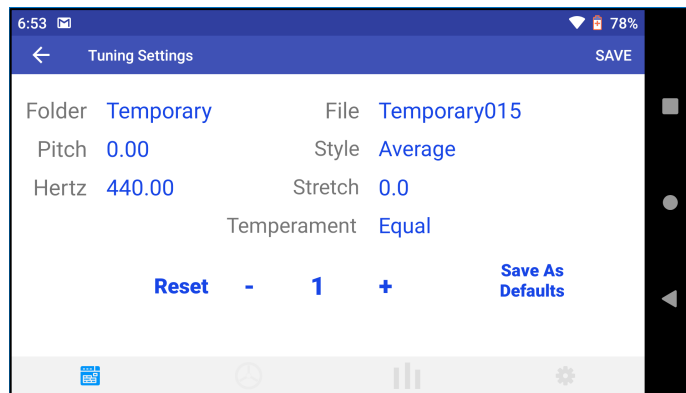 6:53 78%
Tuning Settings SAVE
Folder Temporary File Temporary015
Pitch 0.00 Style Average
Hertz 440.00 Stretch 0.0
Temperament Equal
Reset - 1 + Save As
Defaults